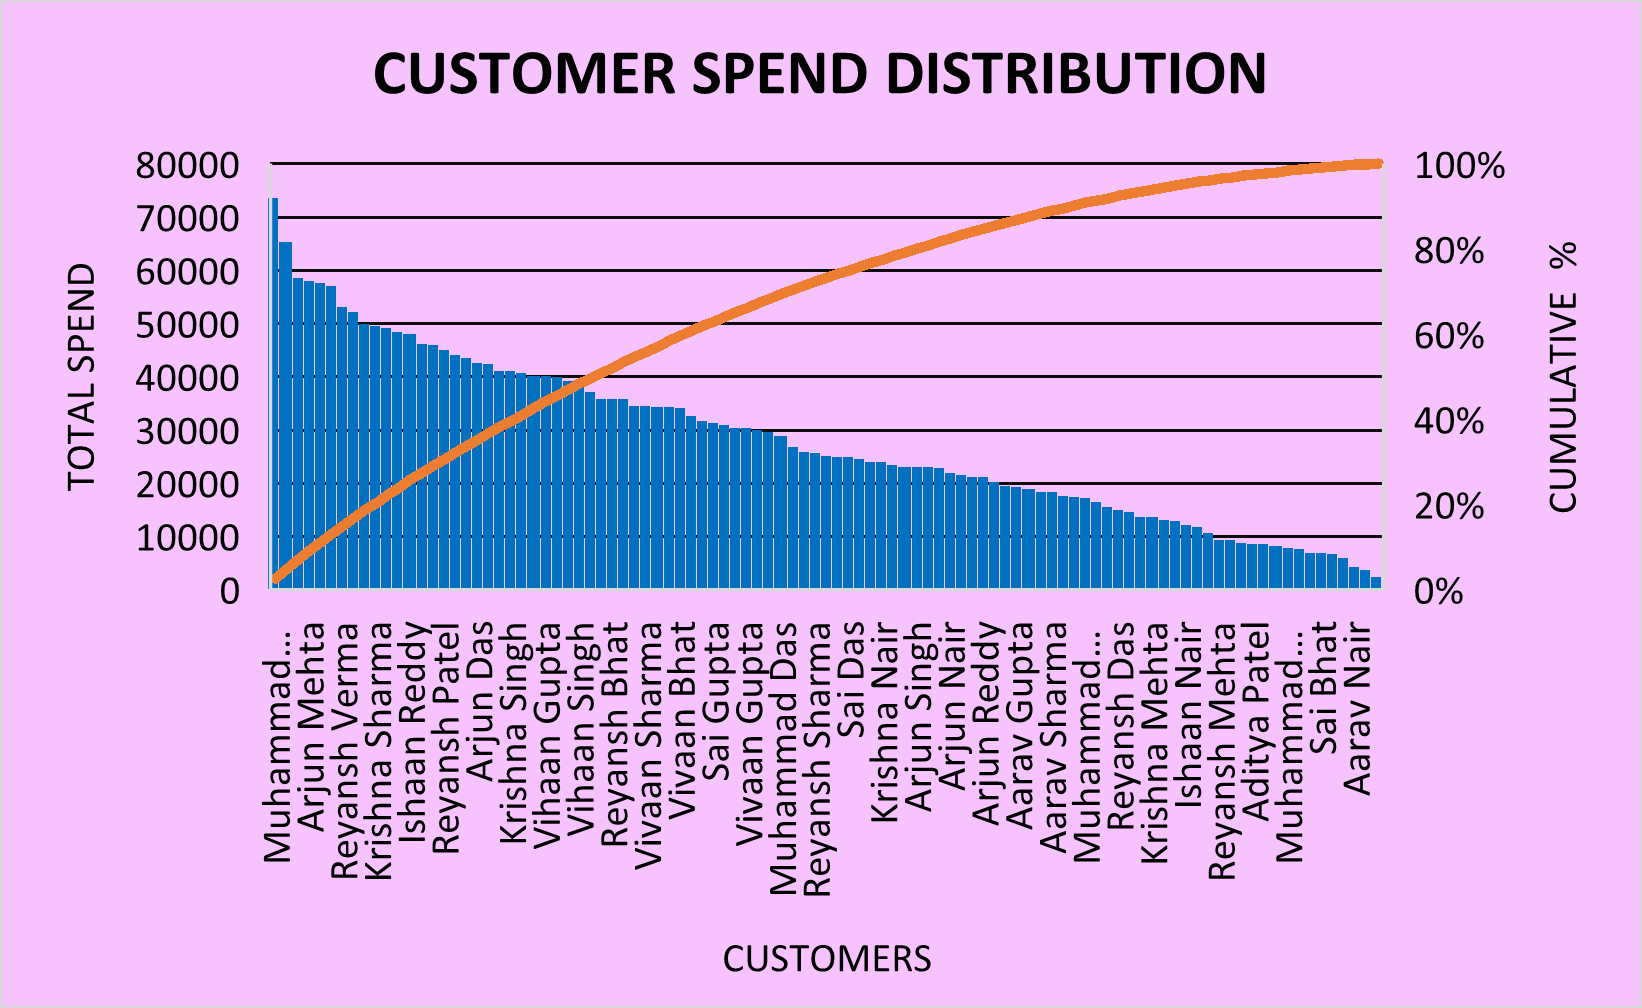 CUSTOMER SPEND DISTRIBUTION
80000
70000
60000
50000
40000
30000
20000
10000
0
TOTAL SPEND
100%
80%
60%
40%
20%
0%
CUMULATIVE %
Muhammad...
Arjun Mehta
Reyansh Verma
Krishna Sharma
Ishaan Reddy
Reyansh Patel
Arjun Das
Krishna Singh
Vihaan Gupta
Vihaan Singh
Reyansh Bhat
Vivaan Sharma
Vivaan Bhat
Sai Gupta
Vivaan Gupta
Muhammad Das
Reyansh Sharma
Sai Das
Krishna Nair
Arjun Singh
Arjun Nair
Arjun Reddy
Aarav Gupta
Aarav Sharma
Muhammad...
Reyansh Das
Krishna Mehta
Ishaan Nair
Reyansh Mehta
Aditya Patel
Muhammad...
Sai Bhat
Aarav Nair
CUSTOMERS